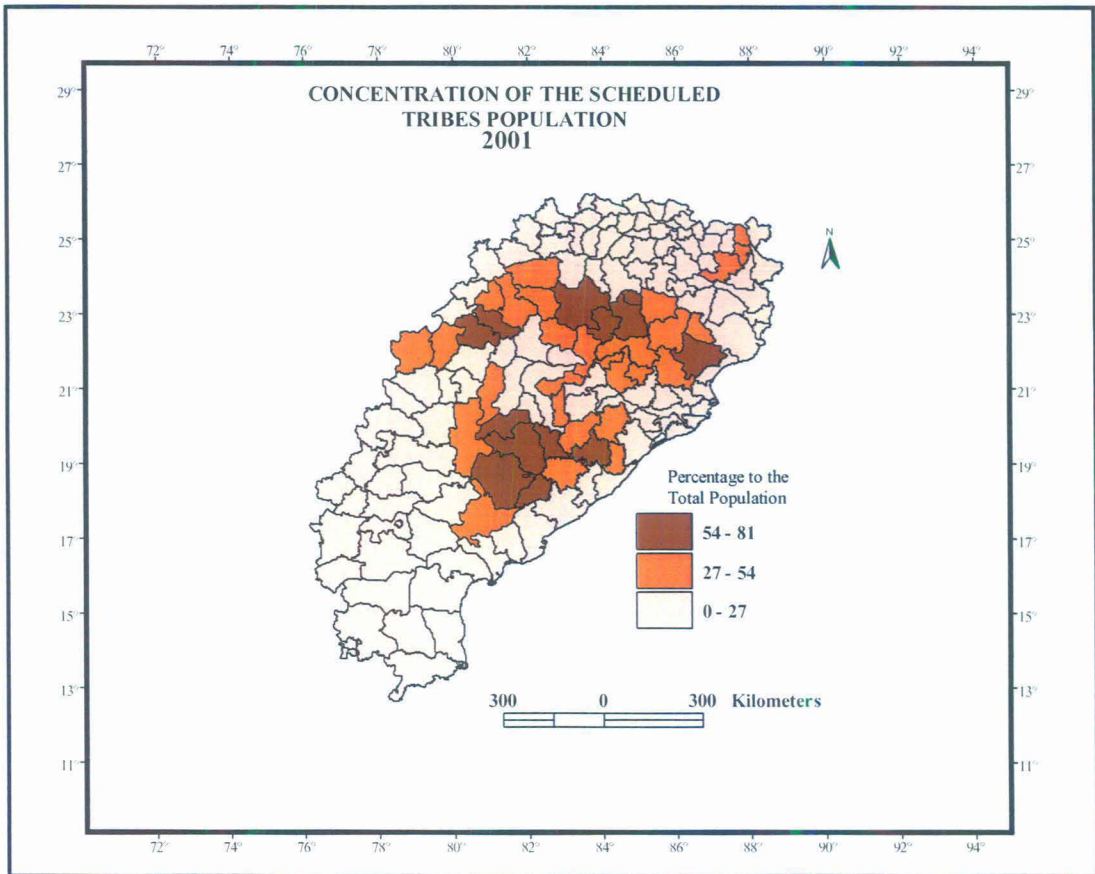 72° 74° 76° 78° 80° 82° 84° 86° 88° 90° 92° 94°
CONCENTRATION OF THE SCHEDULED
TRIBES POPULATION
2001
29° 29°
27° 27°
25° 25°
N
23° 23°
21° 21°
19° 19°
Percentage to the
Total Population
54 - 81
17° 17°
27 - 54
0 - 27
15° 15°
13° 13°
300 0 300 Kilometers
11° 11°
72° 74° 76° 78° 80° 82° 84° 86° 88° 90° 92° 94°